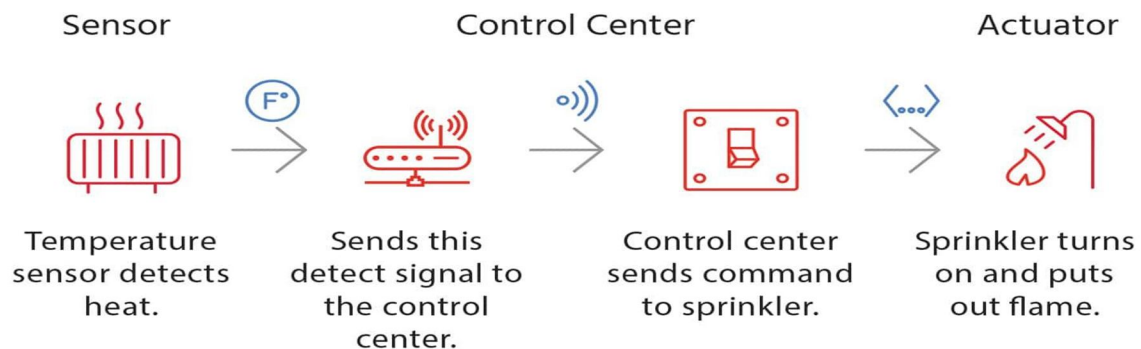 Sensor
Control Center
Actuator
F°
Temperature
sensor detects
heat.
Sends this
detect signal to
the control
center.
Control center
sends command
to sprinkler.
Sprinkler turns
on and puts
out flame.